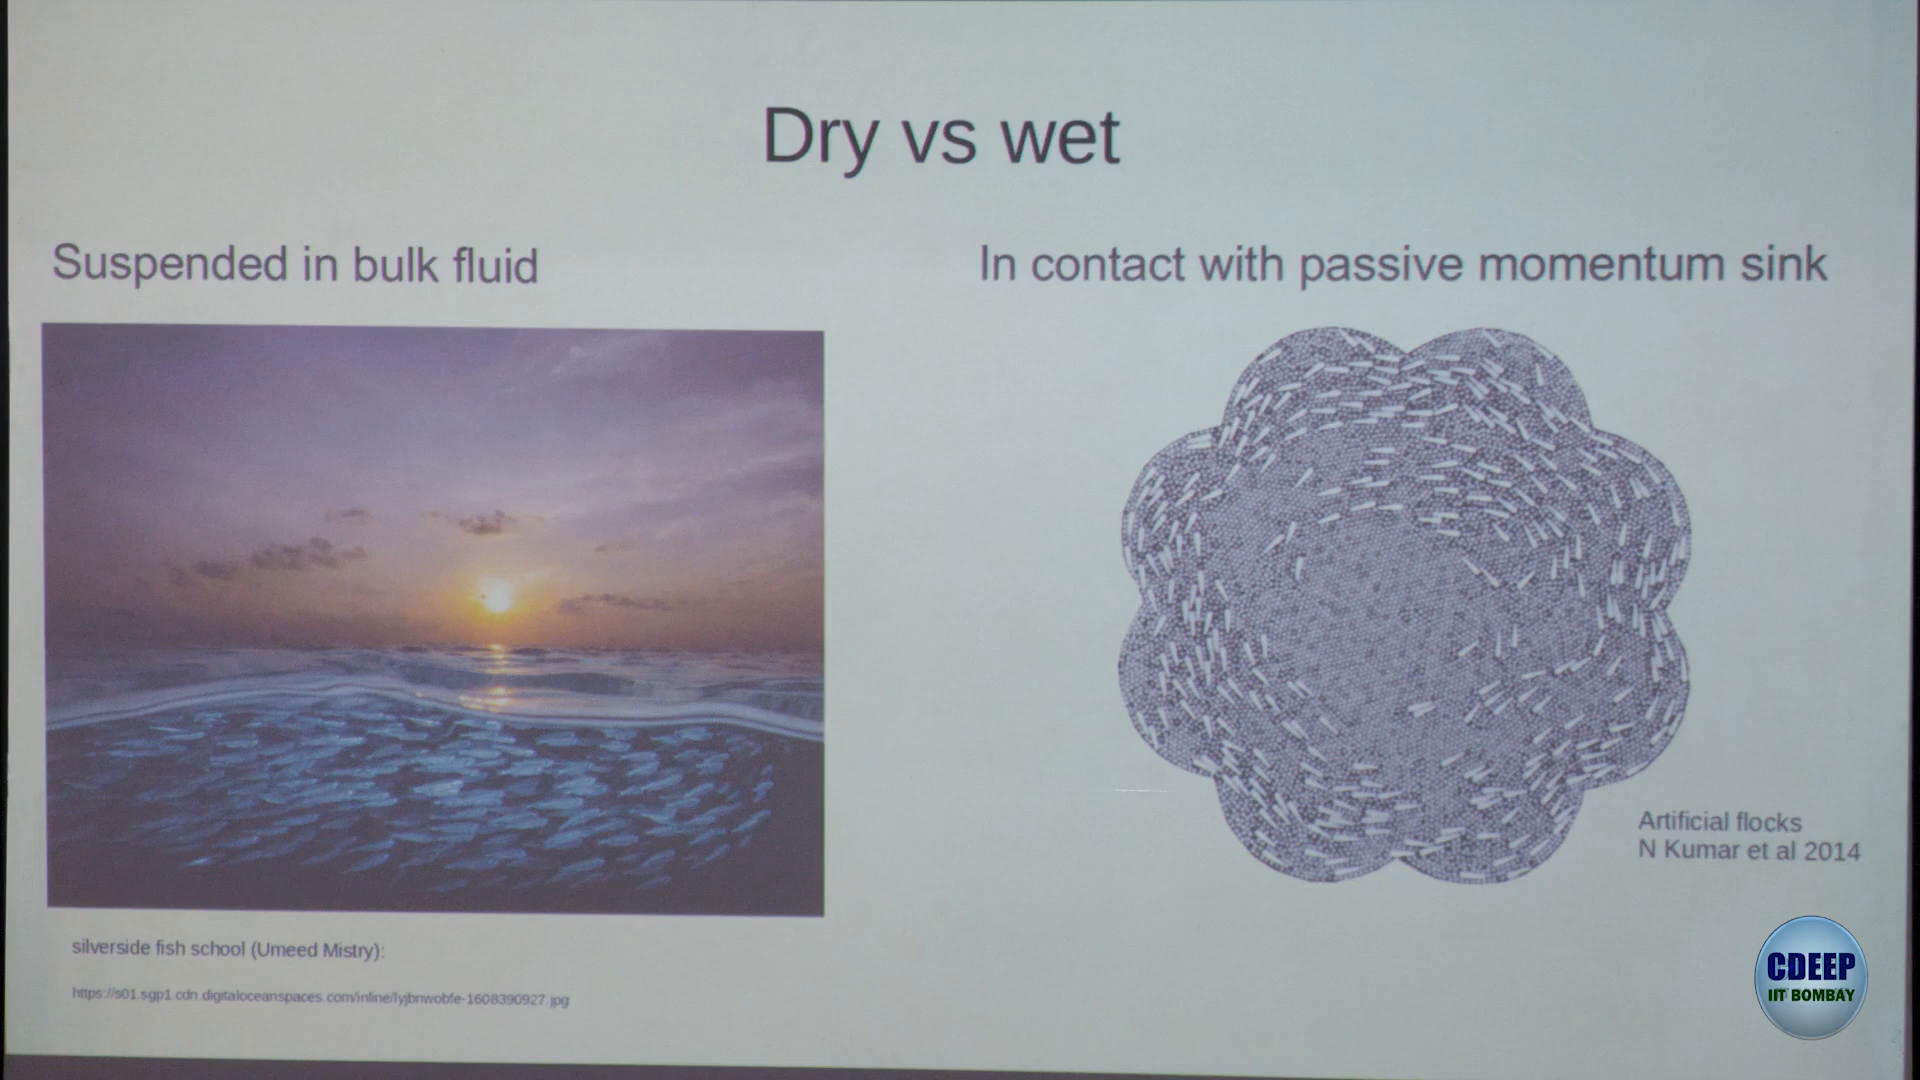 Dry vs wet
Suspended in bulk fluid
In contact with passive momentum sink
Artificial flocks
N Kumar et al 2014
silverside fish school (Umeed Mistry):
https://s01.sgp1.cdn.digitaloceanspaces.com/inline/lyjbnwobfe-1608390927.jpg
CDEEP
IIT BOMBAY